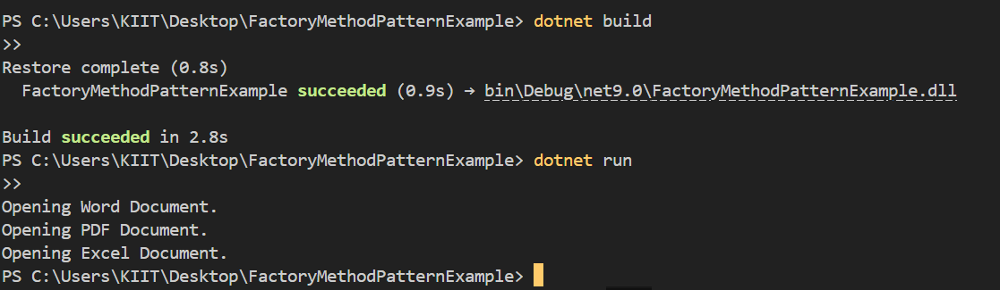 PS C:\Users\KIIT\Desktop\FactoryMethodPatternExample> dotnet build
>>
Restore complete (0.8s)
  FactoryMethodPatternExample succeeded (0.9s) → bin\Debug\net9.0\FactoryMethodPatternExample.dll

Build succeeded in 2.8s
PS C:\Users\KIIT\Desktop\FactoryMethodPatternExample> dotnet run
>>
Opening Word Document.
Opening PDF Document.
Opening Excel Document.
PS C:\Users\KIIT\Desktop\FactoryMethodPatternExample>